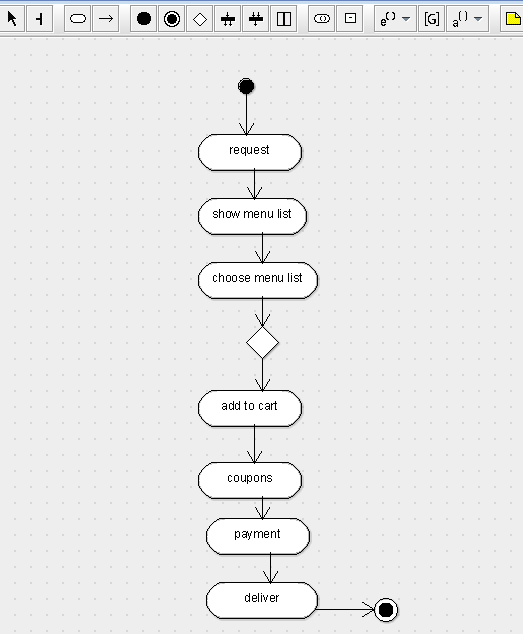 e
[G]
a
request
show menu list
choose menu list
add to cart
coupons
payment
deliver